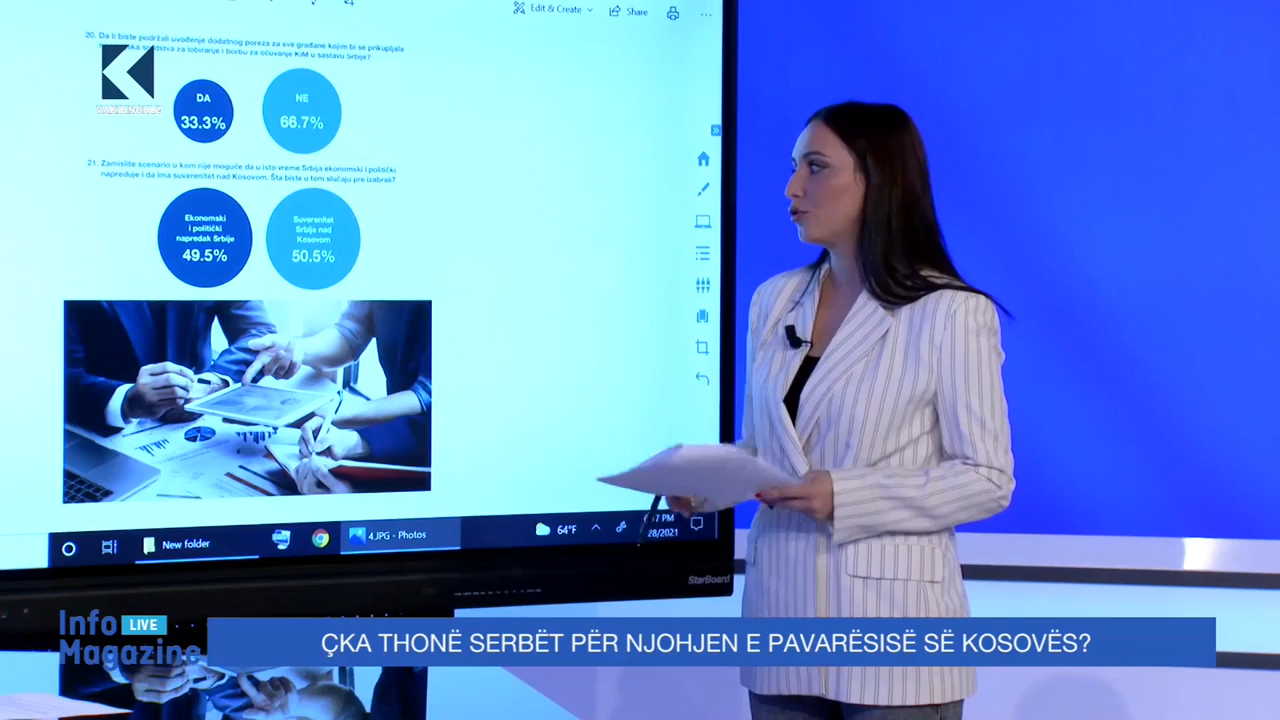 Edit & Create
Share
20. Da li biste podržali uvođenje dodatnog poreza za sve građane kojim bi se prikupljala
sredstva za lobiranje i borbu za očuvanje KiM u sastavu Srbije?
DA
33.3%
NE
66.7%
21. Zamislite scenario u kom nije moguće da u isto vreme Srbija ekonomski i politički
napreduje i da ima suverenitet nad Kosovom. Šta biste u tom slučaju pre izabrali?
Ekonomski
i politički
napredak Srbije
49.5%
Suverenitet
Srbije nad
Kosovom
50.5%
New folder
4.JPG - Photos
64°F
17 PM
28/2021
StarBoard
Info
LIVE
Magazine
ÇKA THONË SERBËT PËR NJOHJEN E PAVARËSISË SË KOSOVËS?